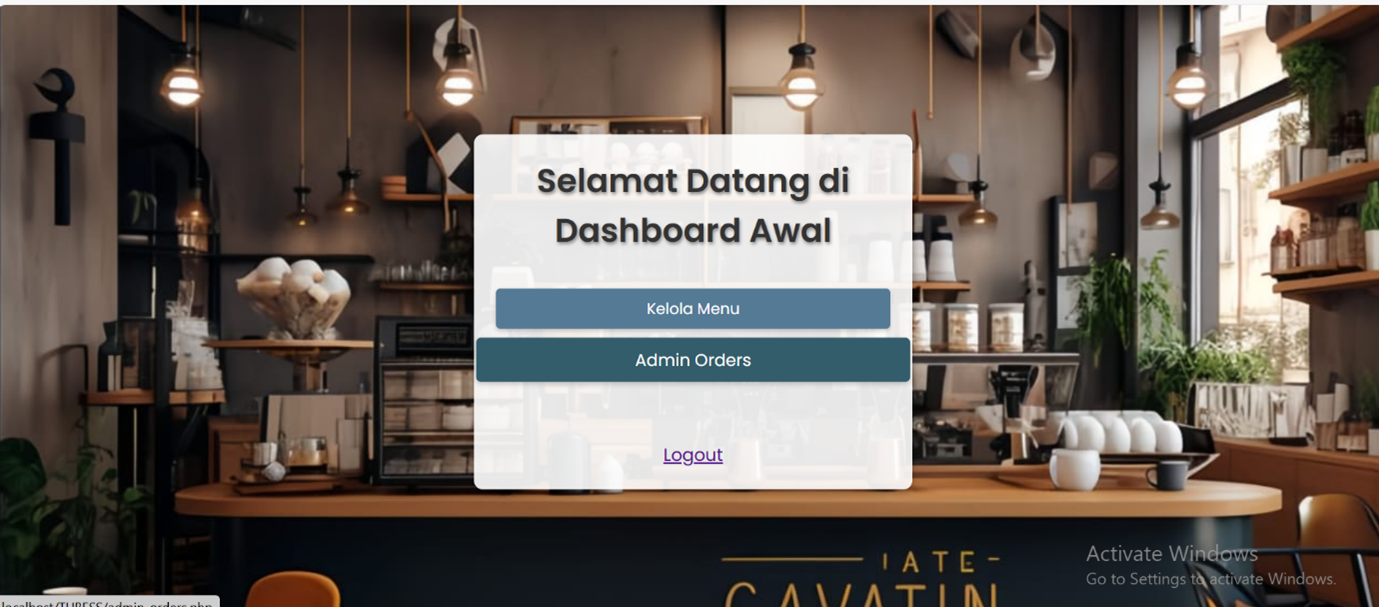 Selamat Datang di
Dashboard Awal
Kelola Menu
Admin Orders
Logout
IATE-
CAVATIN
Activate Windows
Go to Settings to activate Windows.
localhost/TUBESS/admin_orders.php